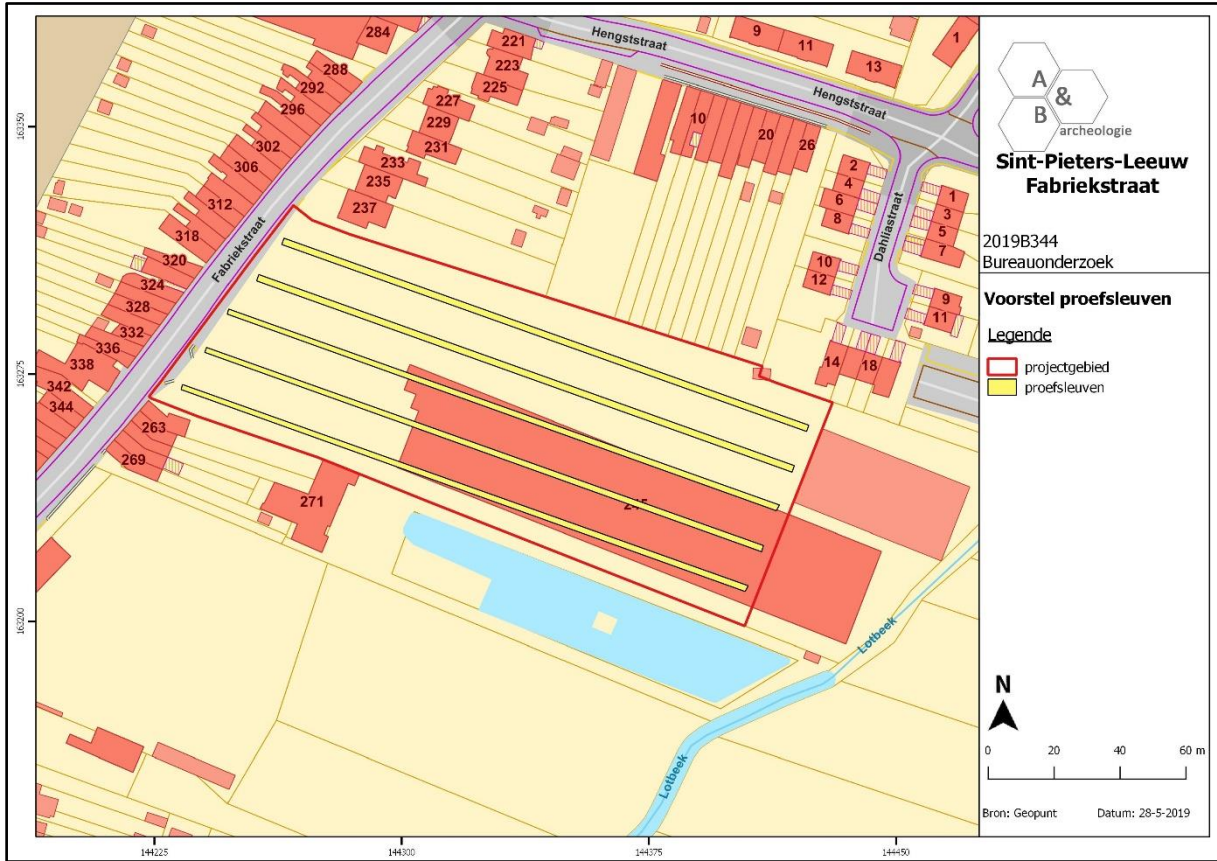 284
288
292
296
302
306
312
318
320
324
328
332
336
338
342
344
Fabriekstraat
221
223
225
227
229
231
233
235
237
263
269
271
Hengststraat
Hengststraat
9
11
13
1
10
20
26
2
4
6
8
10
12
14
18
Dahliastraat
1
3
5
7
9
11
Lotbeek
Lotbeek
163350
163275
163200
144225
144300
144375
144450
A
&
B
archeologie
Sint-Pieters-Leeuw
Fabriekstraat
2019B344
Bureauonderzoek
Voorstel proefsleuven
Legende
projectgebied
proefsleuven
N
0 20 40 60 m
Bron: Geopunt Datum: 28-5-2019